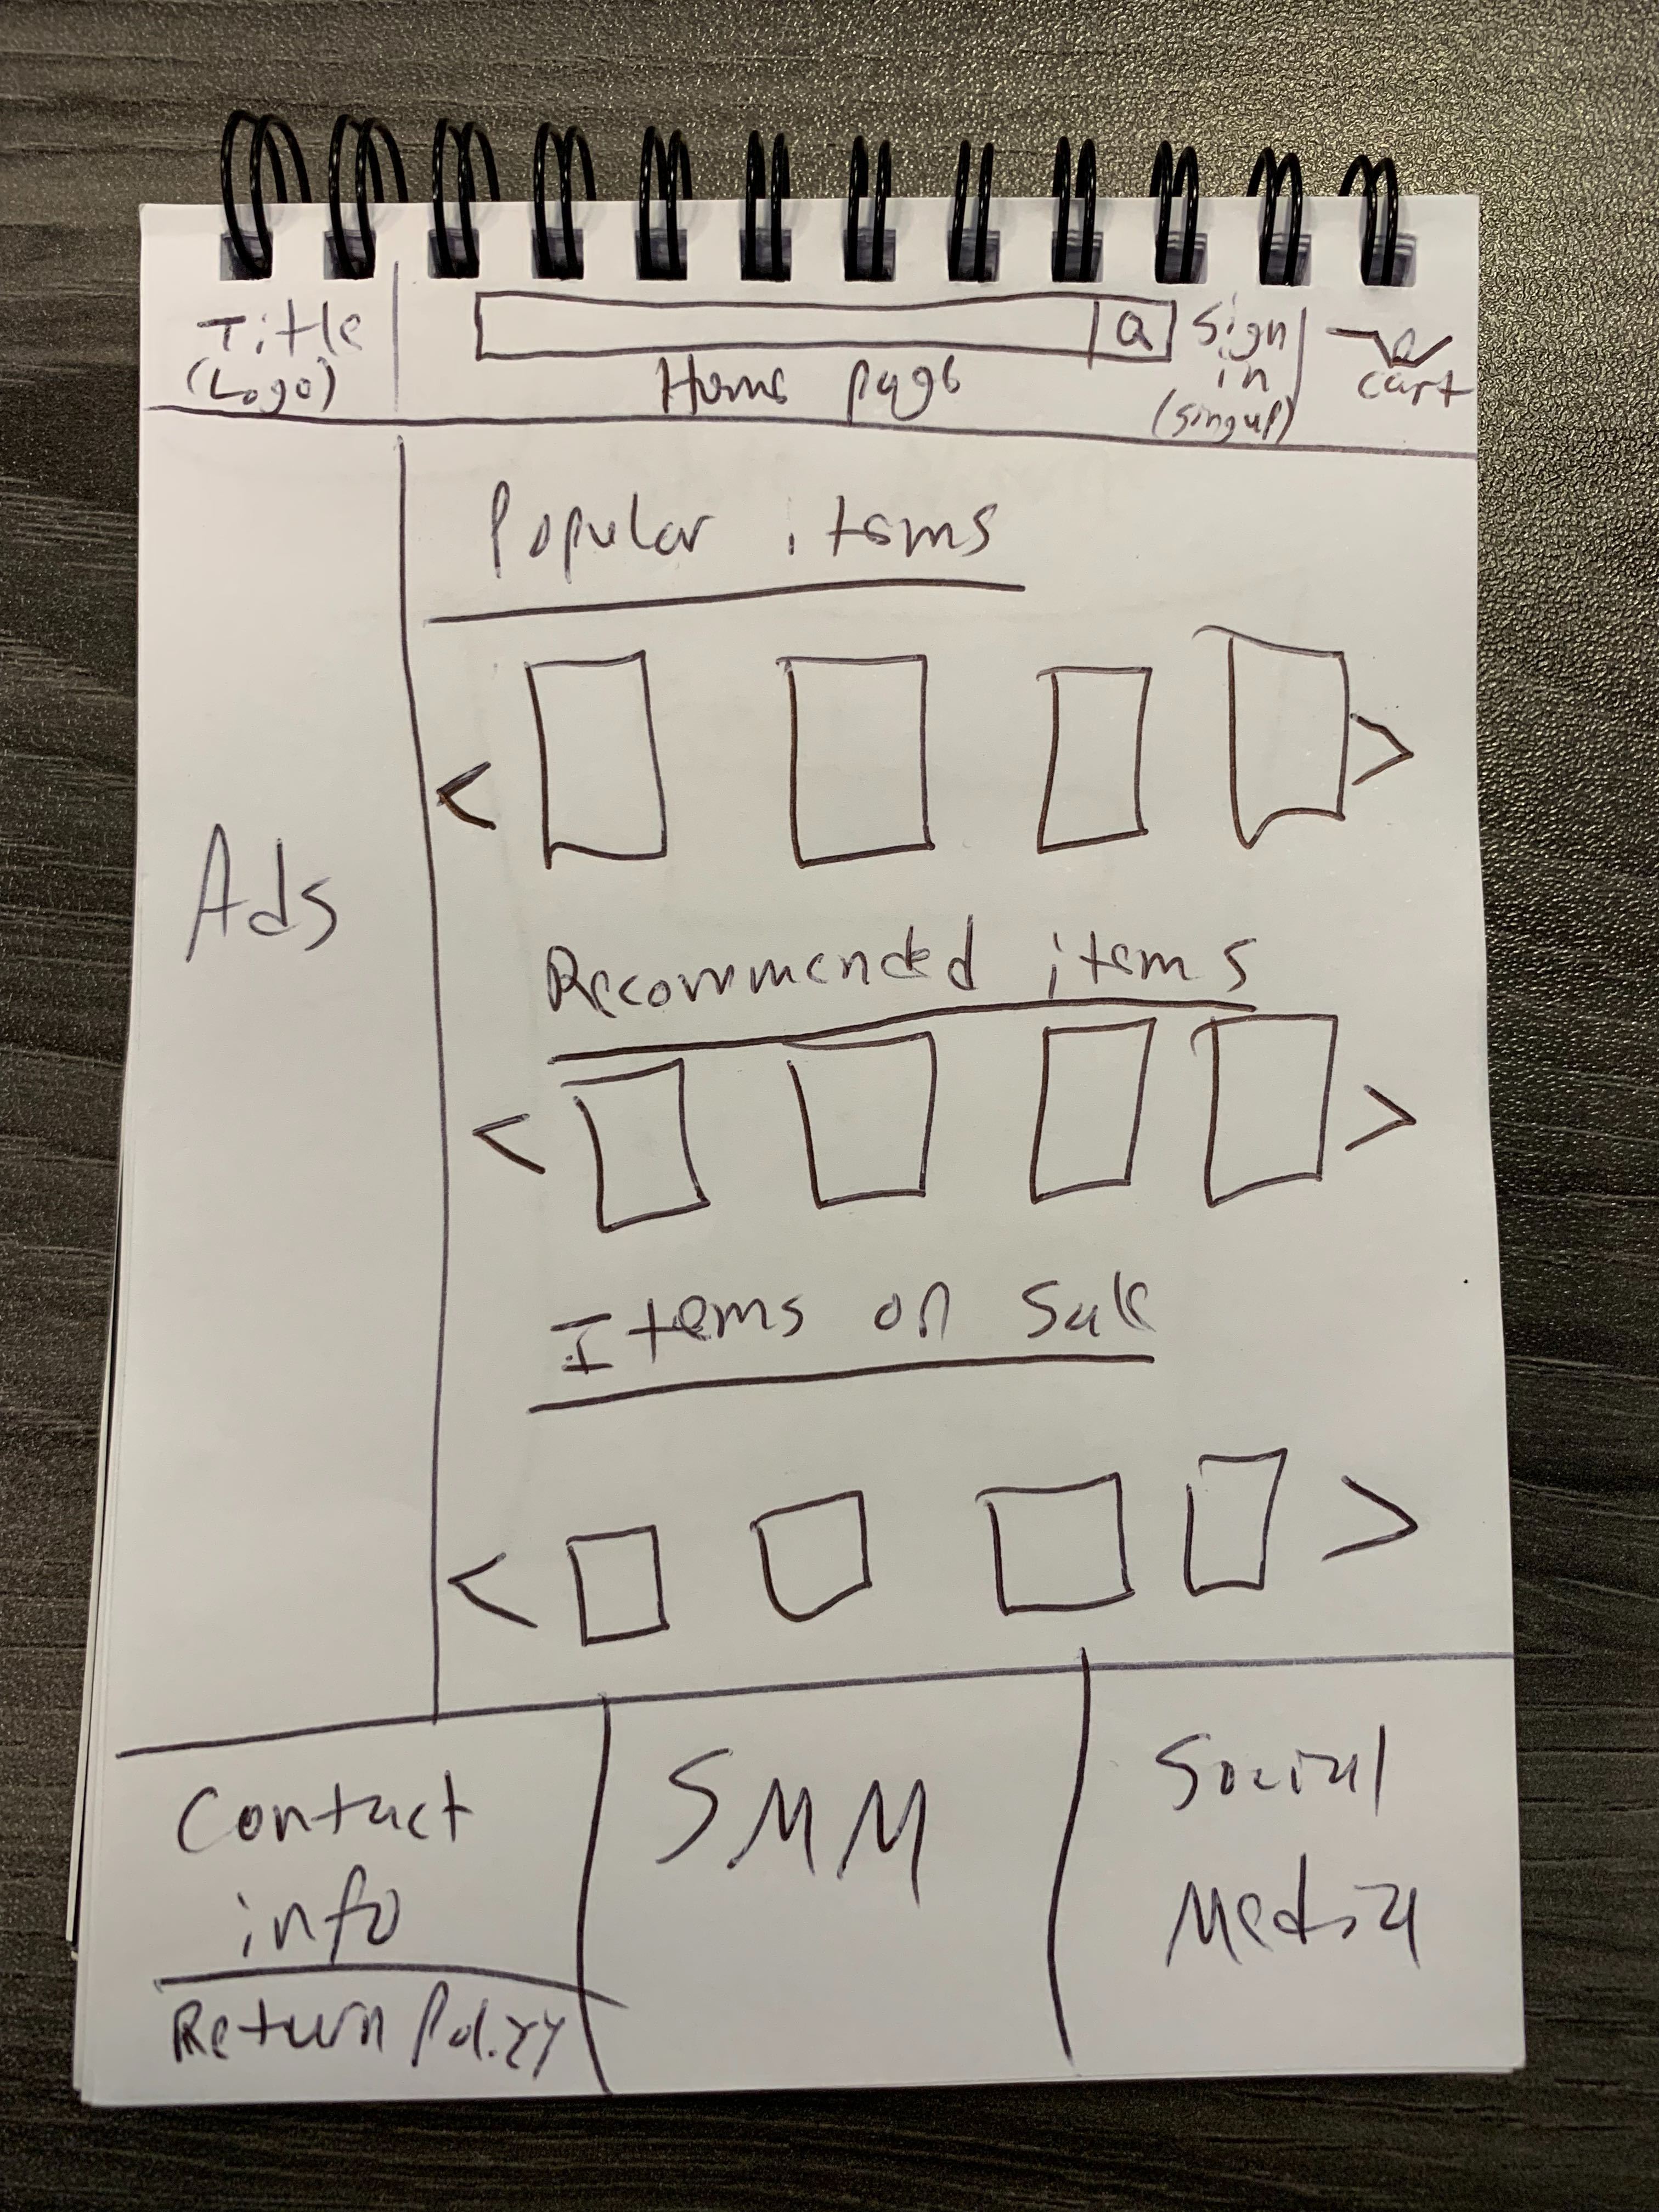 Title
(Logo)
Q
Home page
Sign
in
(singup)
cart
Popular items
<
>
Ads
Recommended items
<
>
Items on Sale
<
>
Contact
info
Return Policy
SMM
Social
Media